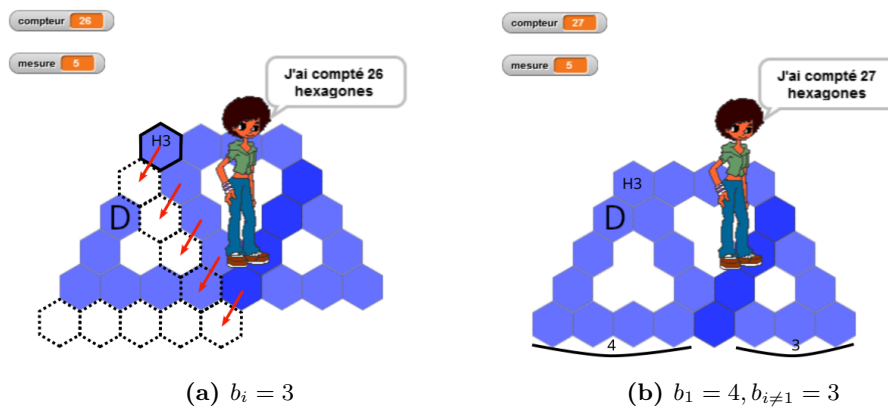 compteur 26
mesure 5
J'ai compté 26
hexagones
H3
D
(a) b_i = 3
compteur 27
mesure 5
J'ai compté 27
hexagones
H3
D
4
3
(b) b_1 = 4, b_{i≠1} = 3